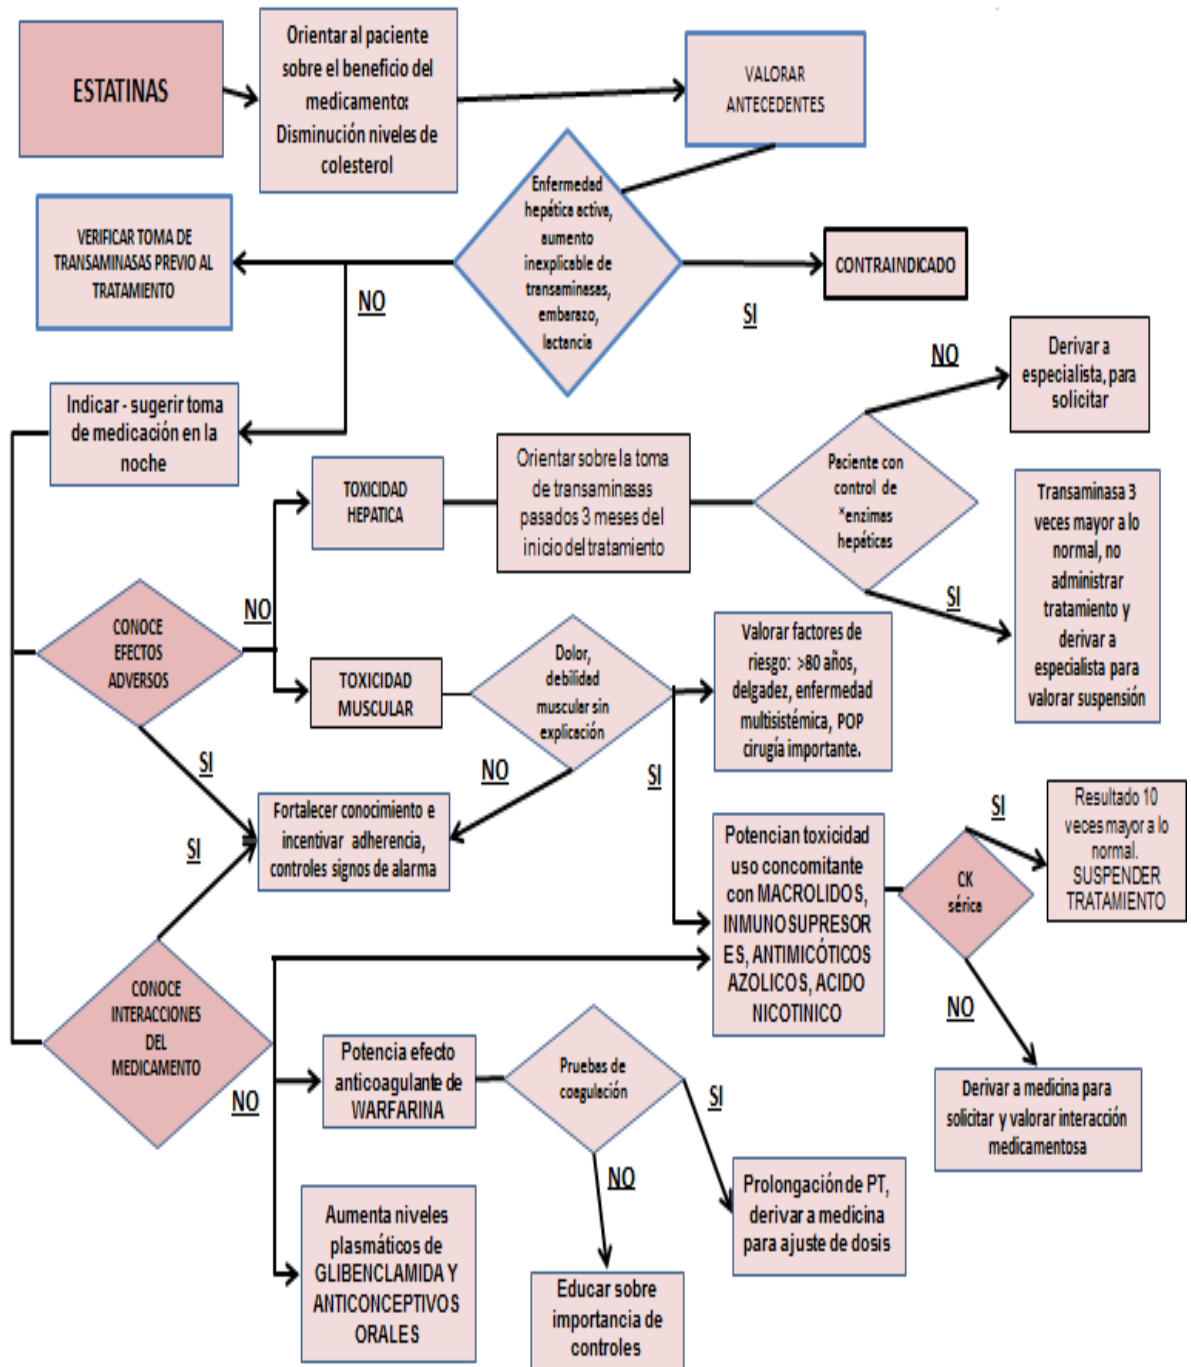 ESTATINAS
Orientar al paciente
sobre el beneficio del
medicamento:
Disminución niveles de
colesterol
VALORAR
ANTECEDENTES
Enfermedad
hepática activa,
aumento
inexplicable de
transaminasas,
embarazo,
lactancia
VERIFICAR TOMA DE
TRANSAMINASAS PREVIO AL
TRATAMIENTO
CONTRAINDICADO
NO
SI
Indicar - sugerir toma
de medicación en la
noche
TOXICIDAD
HEPATICA
Orientar sobre la toma
de transaminasas
pasados 3 meses del
inicio del tratamiento
Paciente con
control de
*enzimas
hepáticas
NO
Derivar a
especialista, para
solicitar
SI
Transaminasa 3
veces mayor a lo
normal, no
administrar
tratamiento y
derivar a
especialista para
valorar suspensión
CONOCE
EFECTOS
ADVERSOS
NO
TOXICIDAD
MUSCULAR
Dolor,
debilidad
muscular sin
explicación
Valorar factores de
riesgo: >80 años,
delgadez, enfermedad
multisistémica, POP
cirugía importante.
SI
NO
SI
Fortalecer conocimiento e
incentivar adherencia,
controles signos de alarma
SI
Potencian toxicidad
uso concomitante
con MACROLIDOS,
INMUNOSUPRESOR
ES, ANTIMICÓTICOS
AZOLICOS, ACIDO
NICOTINICO
CK
sérica
SI
Resultado 10
veces mayor a lo
normal.
SUSPENDER
TRATAMIENTO
NO
Derivar a medicina para
solicitar y valorar interacción
medicamentosa
CONOCE
INTERACCIONES
DEL
MEDICAMENTO
NO
Potencia efecto
anticoagulante de
WARFARINA
Pruebas de
coagulación
SI
Prolongación de PT,
derivar a medicina
para ajuste de dosis
NO
Educar sobre
importancia de
controles
Aumenta niveles
plasmáticos de
GLIBENCLAMIDA Y
ANTICONCEPTIVOS
ORALES